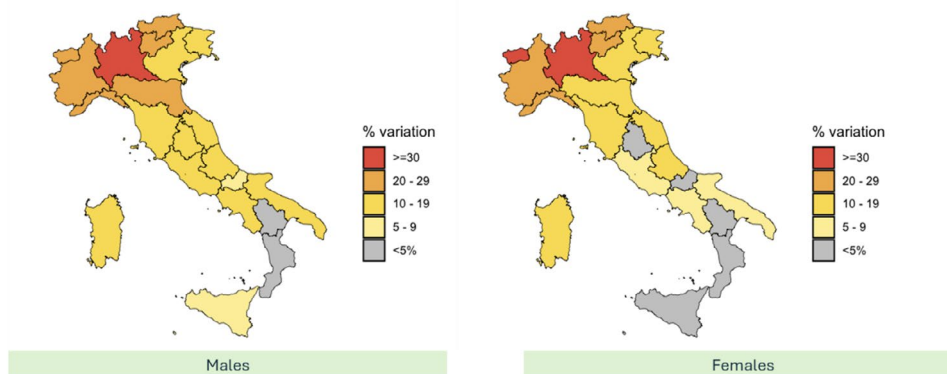 % variation
>=30
20 - 29
10 - 19
5 - 9
<5%
Males
% variation
>=30
20 - 29
10 - 19
5 - 9
<5%
Females